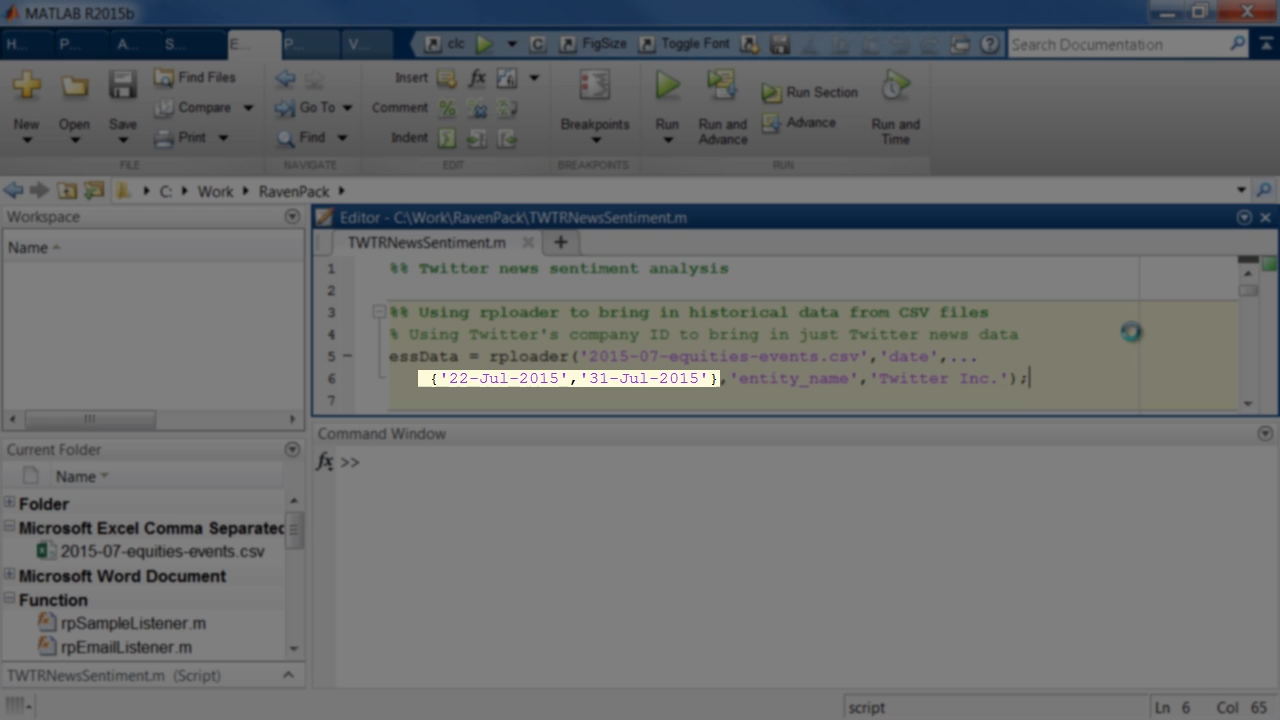 MATLAB R2015b
H... P... A... S... E... P... V... clc FigSize Toggle Font Search Documentation
New Open Save Find Files Compare Print
FILE
Go To Find
NAVIGATE
Insert fx
Comment
Indent
EDIT
Breakpoints
BREAKPOINTS
Run Run and Advance Run Section Advance Run and Time
RUN
C: Work RavenPack
Workspace
Name
Editor - C:\Work\RavenPack\TWTRNewsSentiment.m
TWTRNewsSentiment.m
1 %% Twitter news sentiment analysis
2
3 %% Using rploader to bring in historical data from CSV files
4 % Using Twitter's company ID to bring in just Twitter news data
5 – essData = rploader('2015-07-equities-events.csv','date',...
6 {'22-Jul-2015','31-Jul-2015'},'entity_name','Twitter Inc.');
7
Command Window
fx >>
Current Folder
Name
Folder
Microsoft Excel Comma Separated
2015-07-equities-events.csv
Microsoft Word Document
Function
rpSampleListener.m
rpEmailListener.m
TWTRNewsSentiment.m (Script)
script Ln 6 Col 65